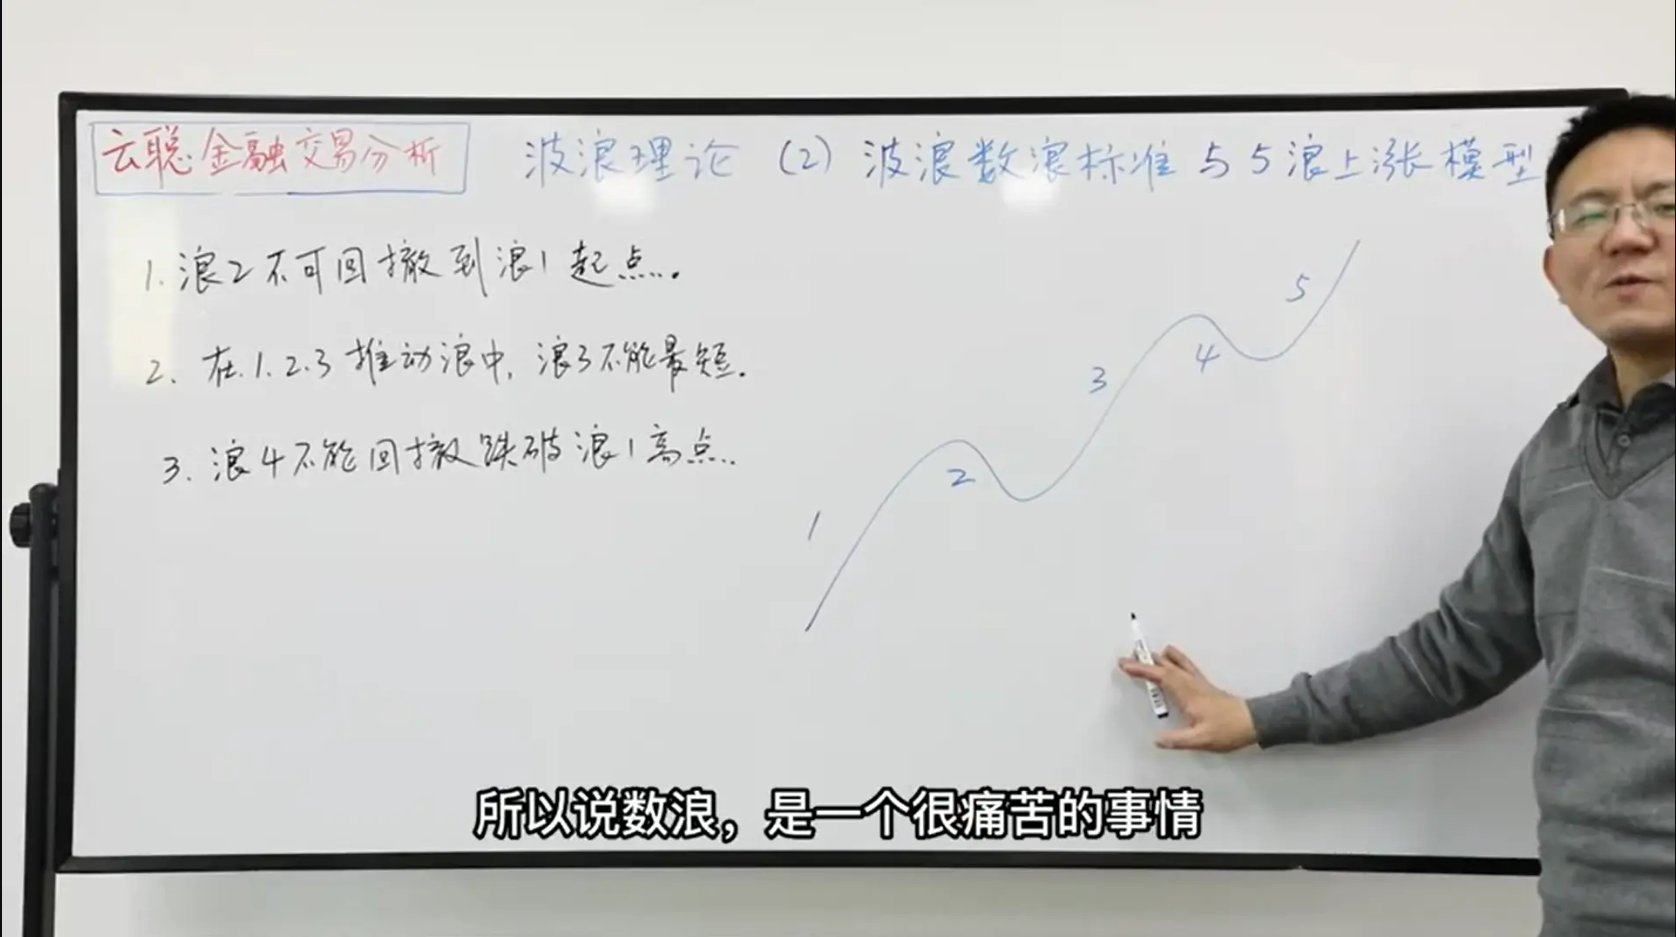 云聪金融交易分析
波浪理论（2）波浪数浪标准与5浪上涨模型
1. 浪2不可回撤到浪1起点.
2. 在1.2.3推动浪中，浪3不能最短.
3. 浪4不能回撤跌破浪1高点..
1
2
3
4
5
所以说数浪，是一个很痛苦的事情